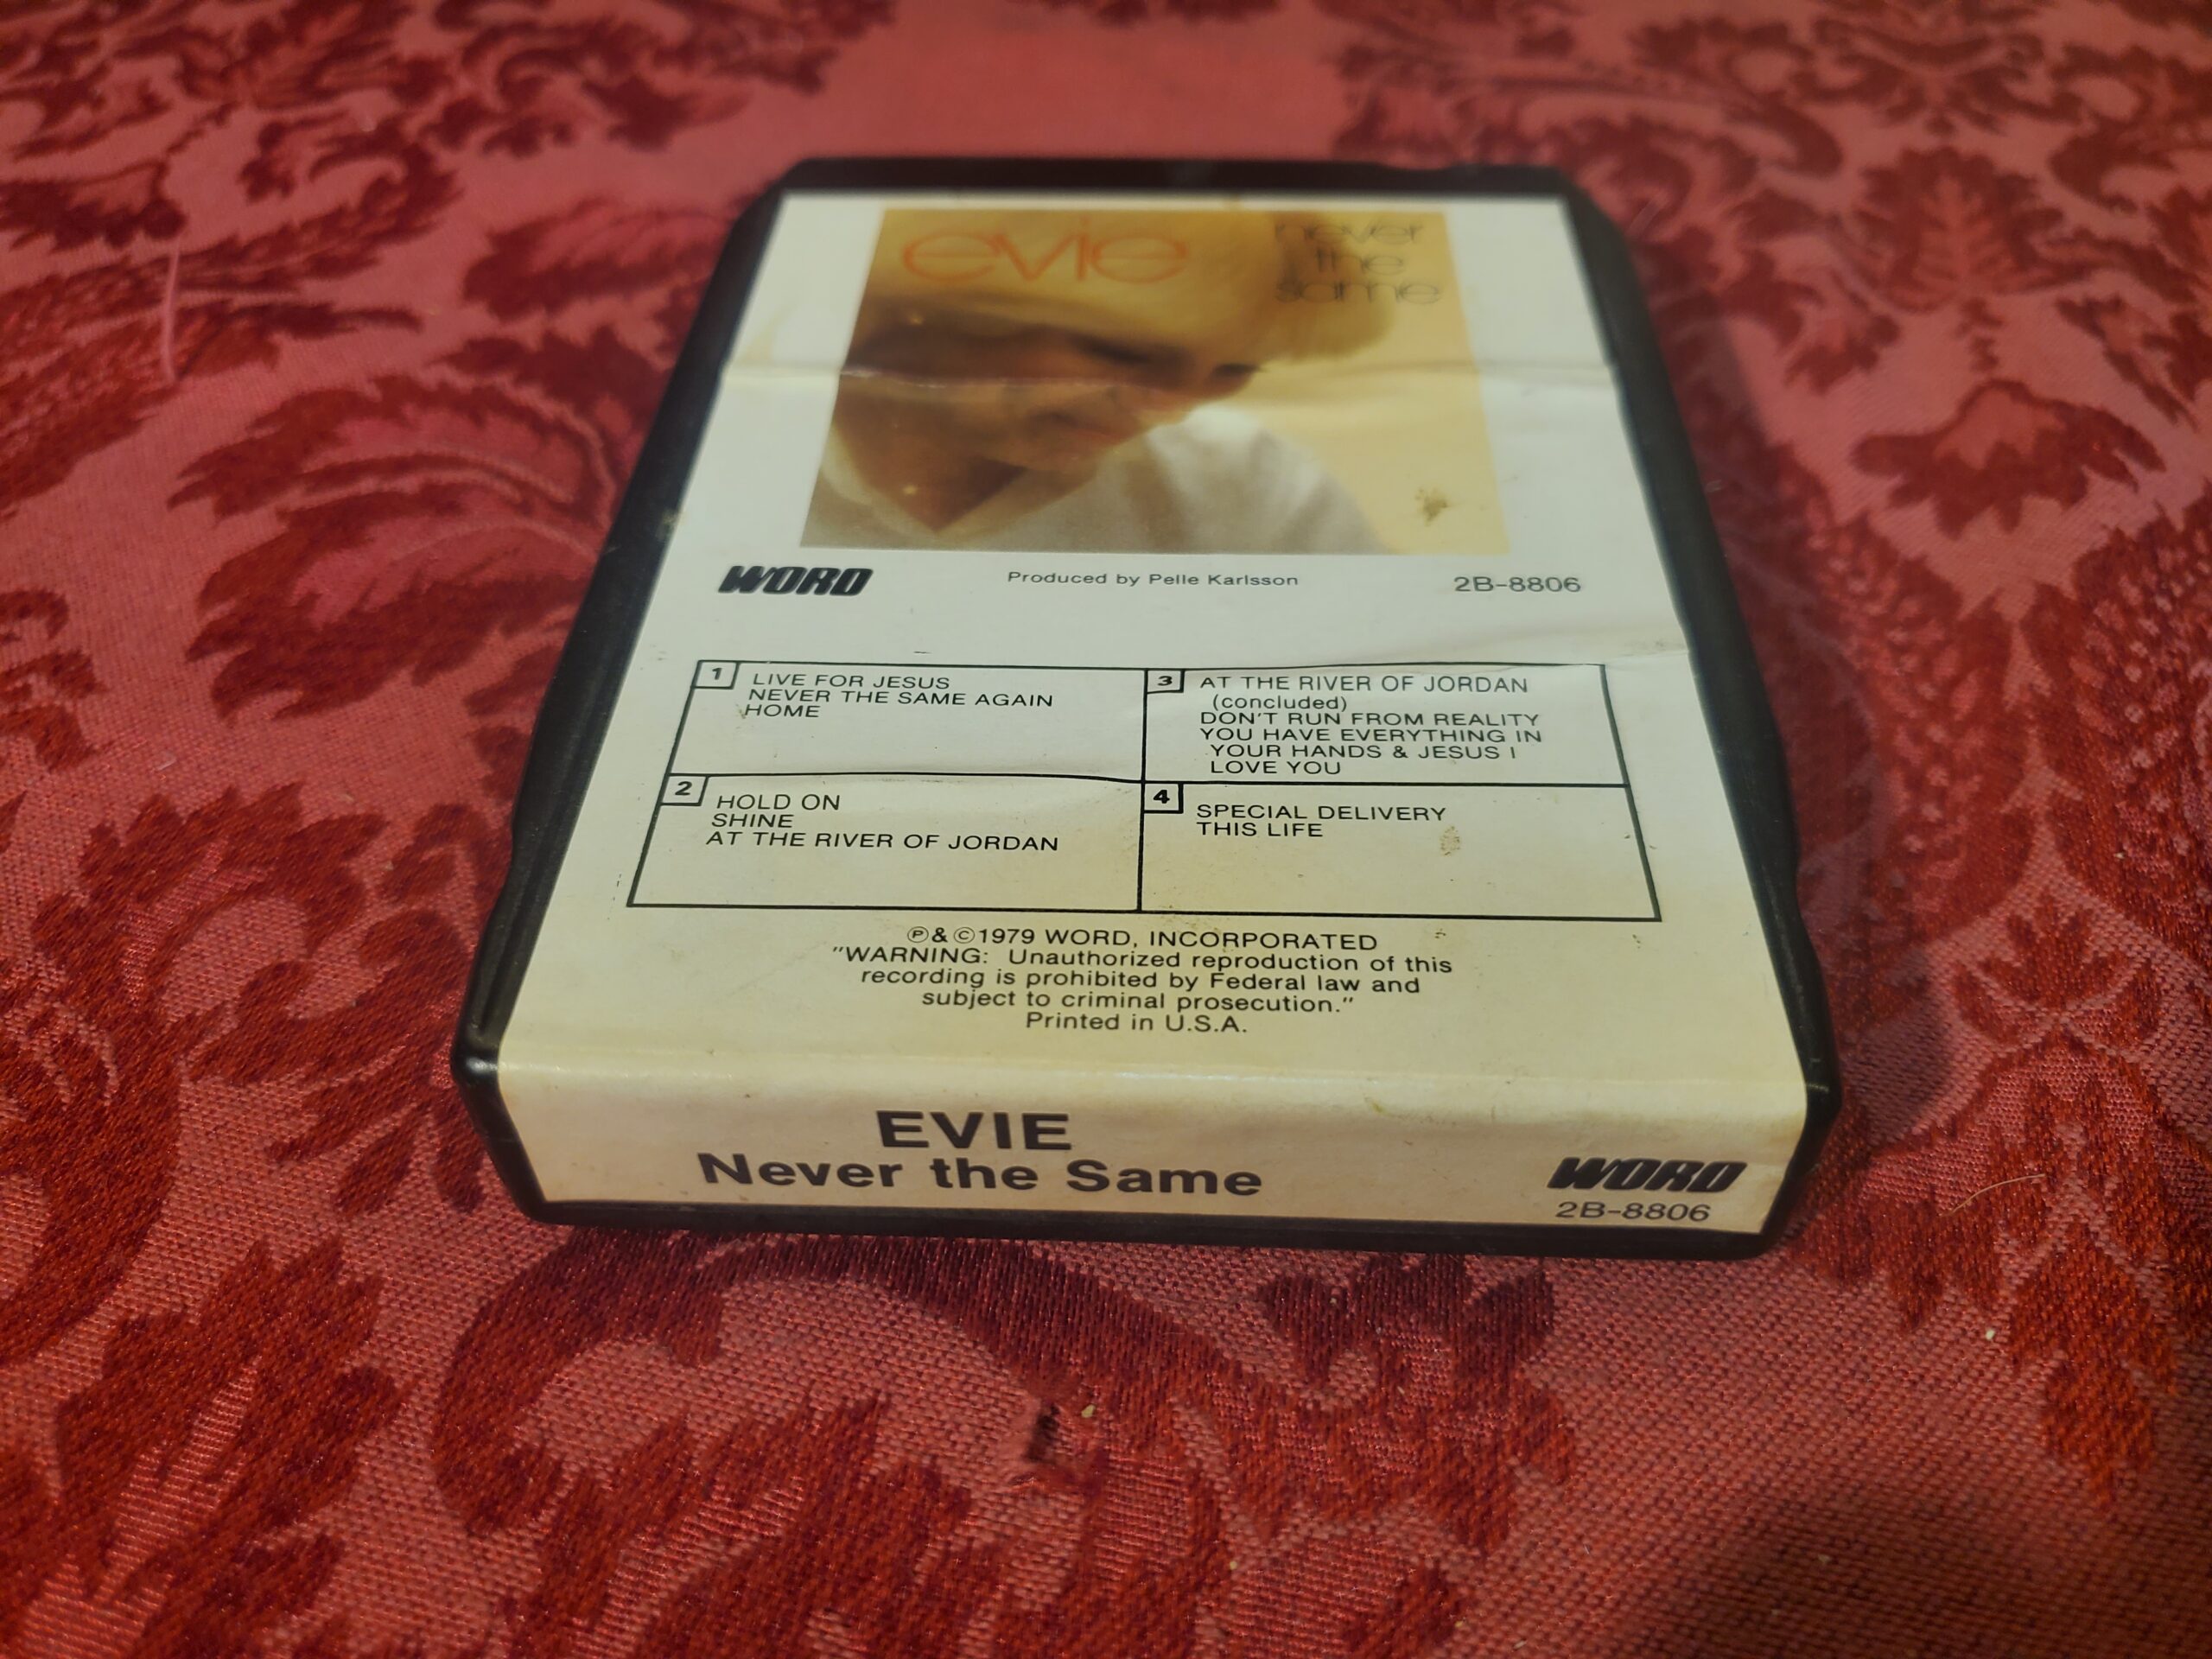 evie
never
the
same
WORD
Produced by Pelle Karlsson
2B-8806
1
LIVE FOR JESUS
NEVER THE SAME AGAIN
HOME
2
HOLD ON
SHINE
AT THE RIVER OF JORDAN
3
AT THE RIVER OF JORDAN
(concluded)
DON'T RUN FROM REALITY
YOU HAVE EVERYTHING IN
YOUR HANDS & JESUS I
LOVE YOU
4
SPECIAL DELIVERY
THIS LIFE
Ⓟ&©1979 WORD, INCORPORATED
"WARNING: Unauthorized reproduction of this
recording is prohibited by Federal law and
subject to criminal prosecution."
Printed in U.S.A.
EVIE
Never the Same
WORD
2B-8806